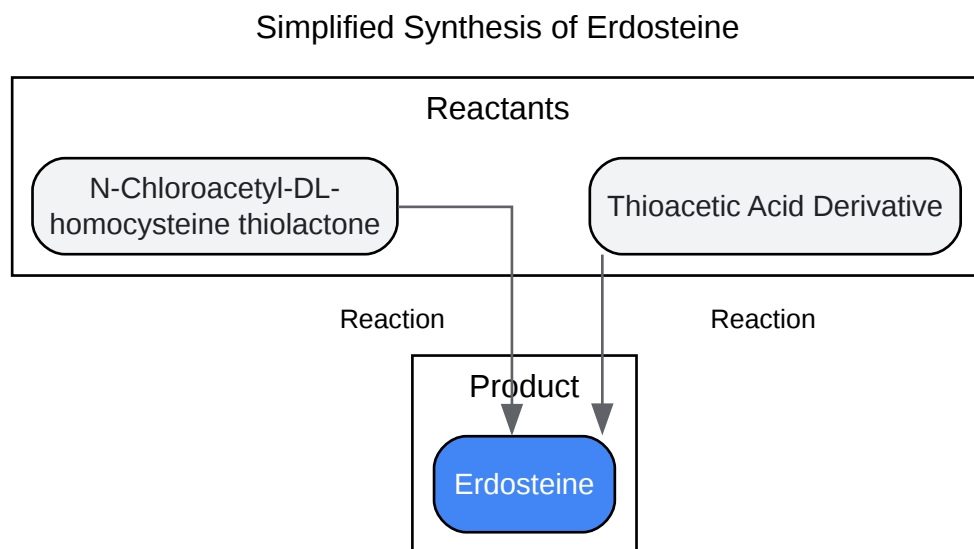 Simplified Synthesis of Erdosteine
Reactants
N-Chloroacetyl-DL-
homocysteine thiolactone
Thioacetic Acid Derivative
Reaction
Reaction
Product
Erdosteine